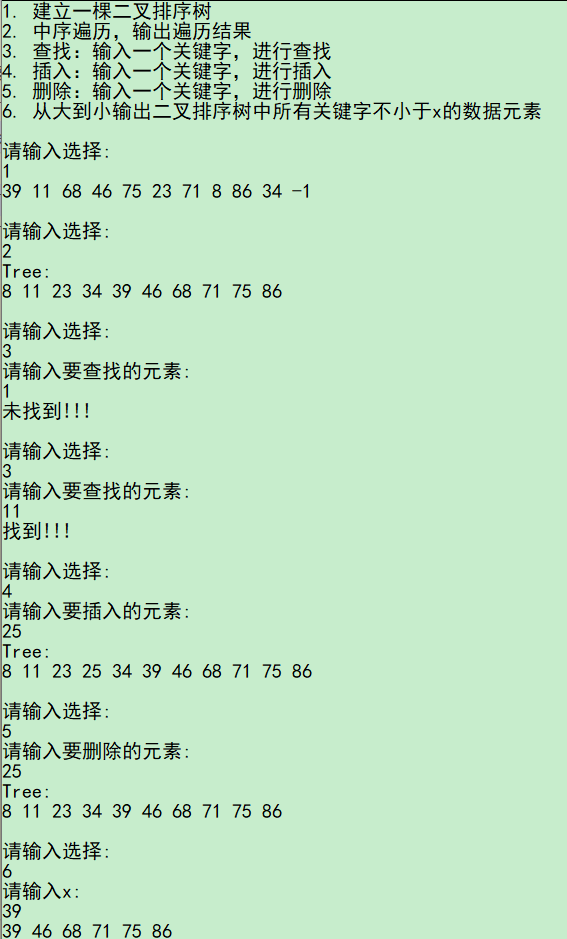 1. 建立一棵二叉排序树
2. 中序遍历，输出遍历结果
3. 查找：输入一个关键字，进行查找
4. 插入：输入一个关键字，进行插入
5. 删除：输入一个关键字，进行删除
6. 从大到小输出二叉排序树中所有关键字不小于x的数据元素
请输入选择:
1
39 11 68 46 75 23 71 8 86 34 -1
请输入选择:
2
Tree:
8 11 23 34 39 46 68 71 75 86
请输入选择:
3
请输入要查找的元素:
1
未找到!!!
请输入选择:
3
请输入要查找的元素:
11
找到!!!
请输入选择:
4
请输入要插入的元素:
25
Tree:
8 11 23 25 34 39 46 68 71 75 86
请输入选择:
5
请输入要删除的元素:
25
Tree:
8 11 23 34 39 46 68 71 75 86
请输入选择:
6
请输入x:
39
39 46 68 71 75 86